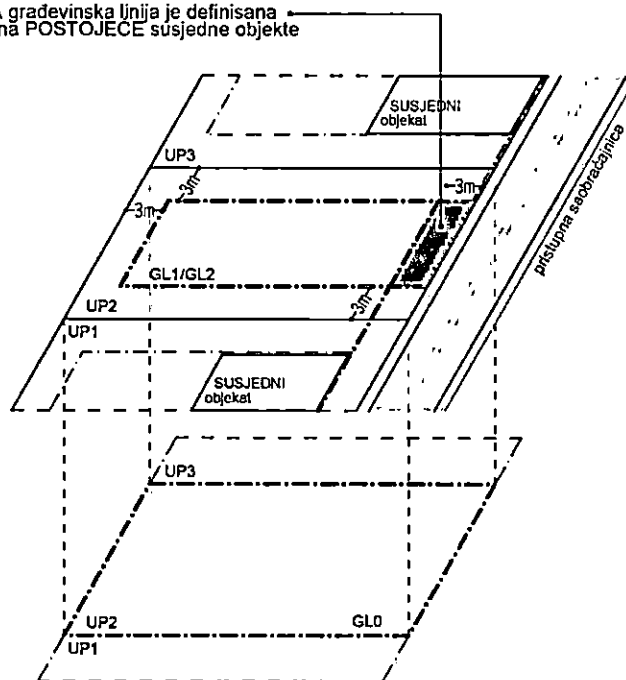 građevinska linija je definisana
na POSTOJEĆE susjedne objekte
SUSJEDNI
objekat
UP3
3m
3m
3m
GL1/GL2
3m
UP2
UP1
SUSJEDNI
objekat
pristupna saobraćajnica
UP3
UP2
GL0
UP1